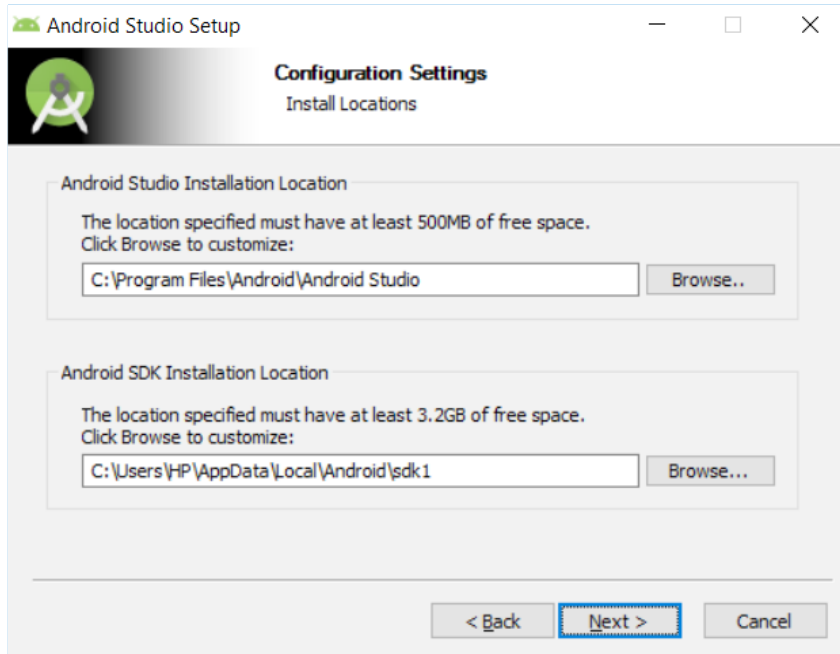 Android Studio Setup
Configuration Settings
Install Locations
Android Studio Installation Location
The location specified must have at least 500MB of free space.
Click Browse to customize:
C:\Program Files\Android\Android Studio
Browse..
Android SDK Installation Location
The location specified must have at least 3.2GB of free space.
Click Browse to customize:
C:\Users\HP\AppData\Local\Android\sdk1
Browse...
< Back
Next >
Cancel